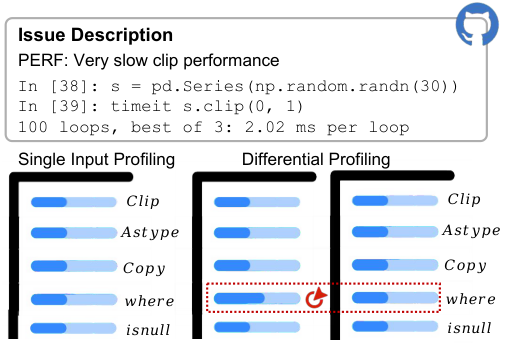 Issue Description
PERF: Very slow clip performance
In [38]: s = pd.Series(np.random.randn(30))
In [39]: timeit s.clip(0, 1)
100 loops, best of 3: 2.02 ms per loop
Single Input Profiling
Differential Profiling
Clip
Astype
Copy
where
isnull
Clip
Astype
Copy
where
isnull